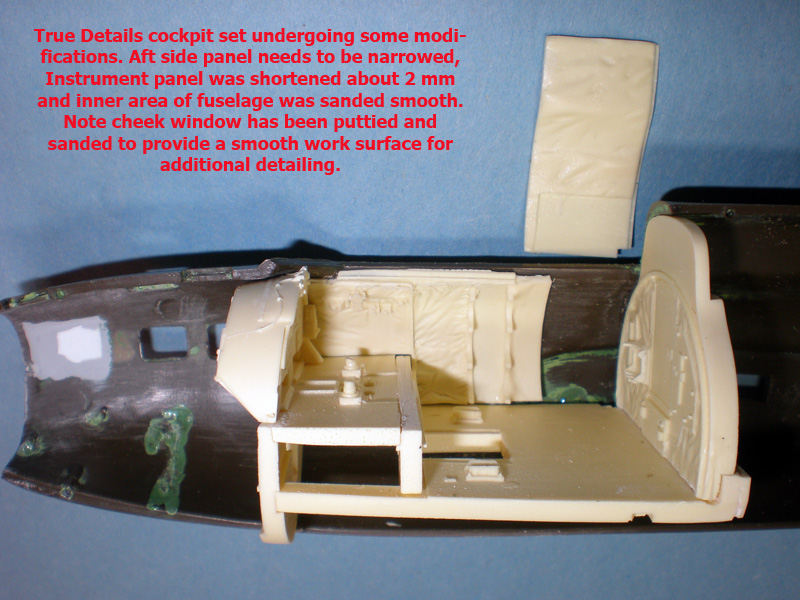 True Details cockpit set undergoing some modi-
fications. Aft side panel needs to be narrowed,
Instrument panel was shortened about 2 mm
and inner area of fuselage was sanded smooth.
Note cheek window has been puttied and
sanded to provide a smooth work surface for
additional detailing.